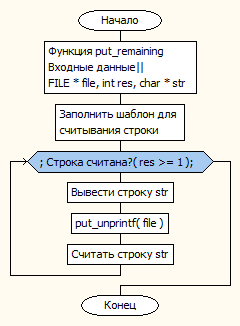 Начало
Функция put_remaining
Входные данные||
FILE * file, int res, char * str
Заполнить шаблон для
считывания строки
; Строка считана?( res >= 1 );
Вывести строку str
put_unprintf( file )
Считать строку str
Конец